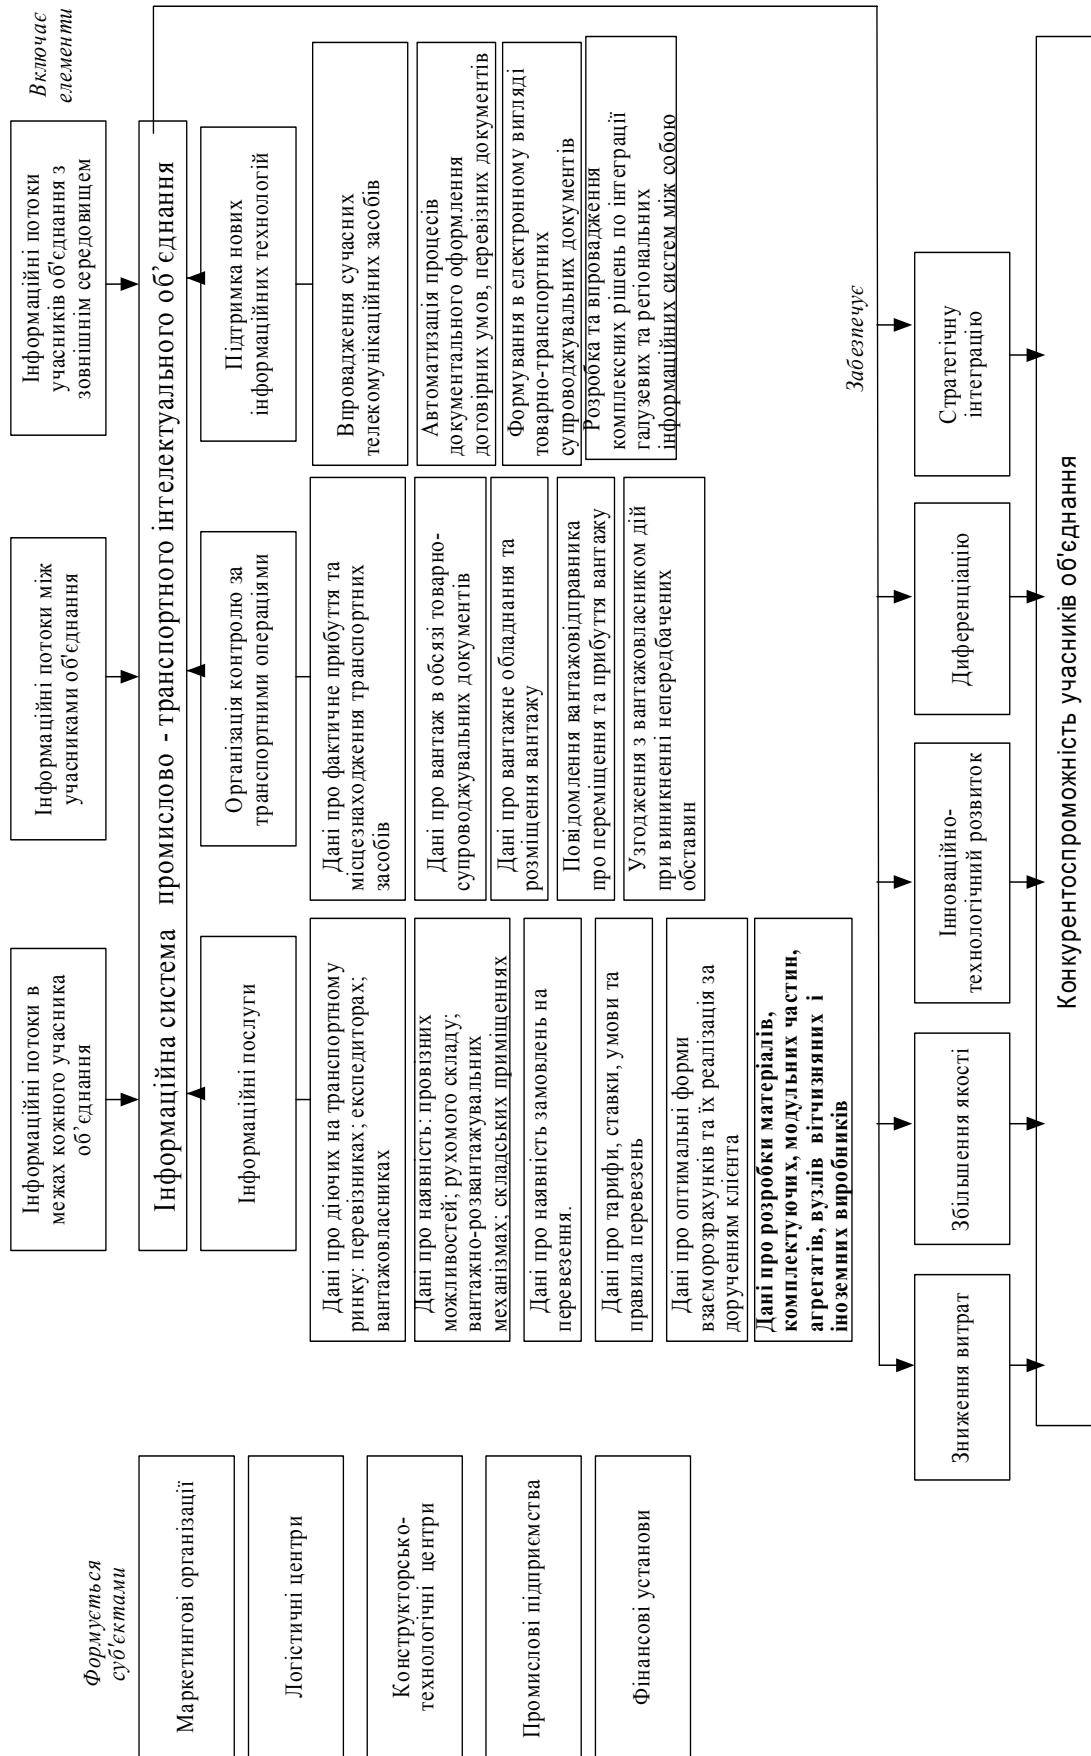 Формується
суб'єктами
Маркетингові організації
Логістичні центри
Конструкторсько-
технологічні центри
Промислові підприємства
Фінансові установи
Включає
елементи
Інформаційні потоки в
межах кожного учасника
об’єднання
Інформаційні потоки між
учасниками об'єднання
Інформаційні потоки
учасників об'єднання з
зовнішнім середовищем
Інформаційна система промислово - транспортного інтелектуального об’єднання
Інформаційні послуги
Дані про діючих на транспортному
ринку: перевізниках; експедиторах;
вантажовласниках
Дані про наявність: провізних
можливостей; рухомого складу;
вантажно-розвантажувальних
механізмах; складських приміщеннях
Дані про наявність замовлень на
перевезення.
Дані про тарифи, ставки, умови та
правила перевезень
Дані про оптимальні форми
взаєморозрахунків та їх реалізація за
дорученням клієнта
Дані про розробки матеріалів,
комплектуючих, модульних частин,
агрегатів, вузлів вітчизняних і
іноземних виробників
Організація контролю за
транспортними операціями
Дані про фактичне прибуття та
місцезнаходження транспортних
засобів
Дані про вантаж в обсязі товарно-
супроводжувальних документів
Дані про вантажне обладнання та
розміщення вантажу
Повідомлення вантажовідправника
про переміщення та прибуття вантажу
Узгодження з вантажовласником дій
при виникненні непередбачених
обставин
Підтримка нових
інформаційних технологій
Впровадження сучасних
телекомунікаційних засобів
Автоматизація процесів
документального оформлення
договірних умов, перевізних документів
Формування в електронному вигляді
товарно-транспортних
супроводжувальних документів
Розробка та впровадження
комплексних рішень по інтеграції
галузевих та регіональних
інформаційних систем між собою
Забезпечує
Зниження витрат
Збільшення якості
Інноваційно-
технологічний розвиток
Диференціацію
Стратегічну
інтеграцію
Конкурентоспроможність учасників об'єднання